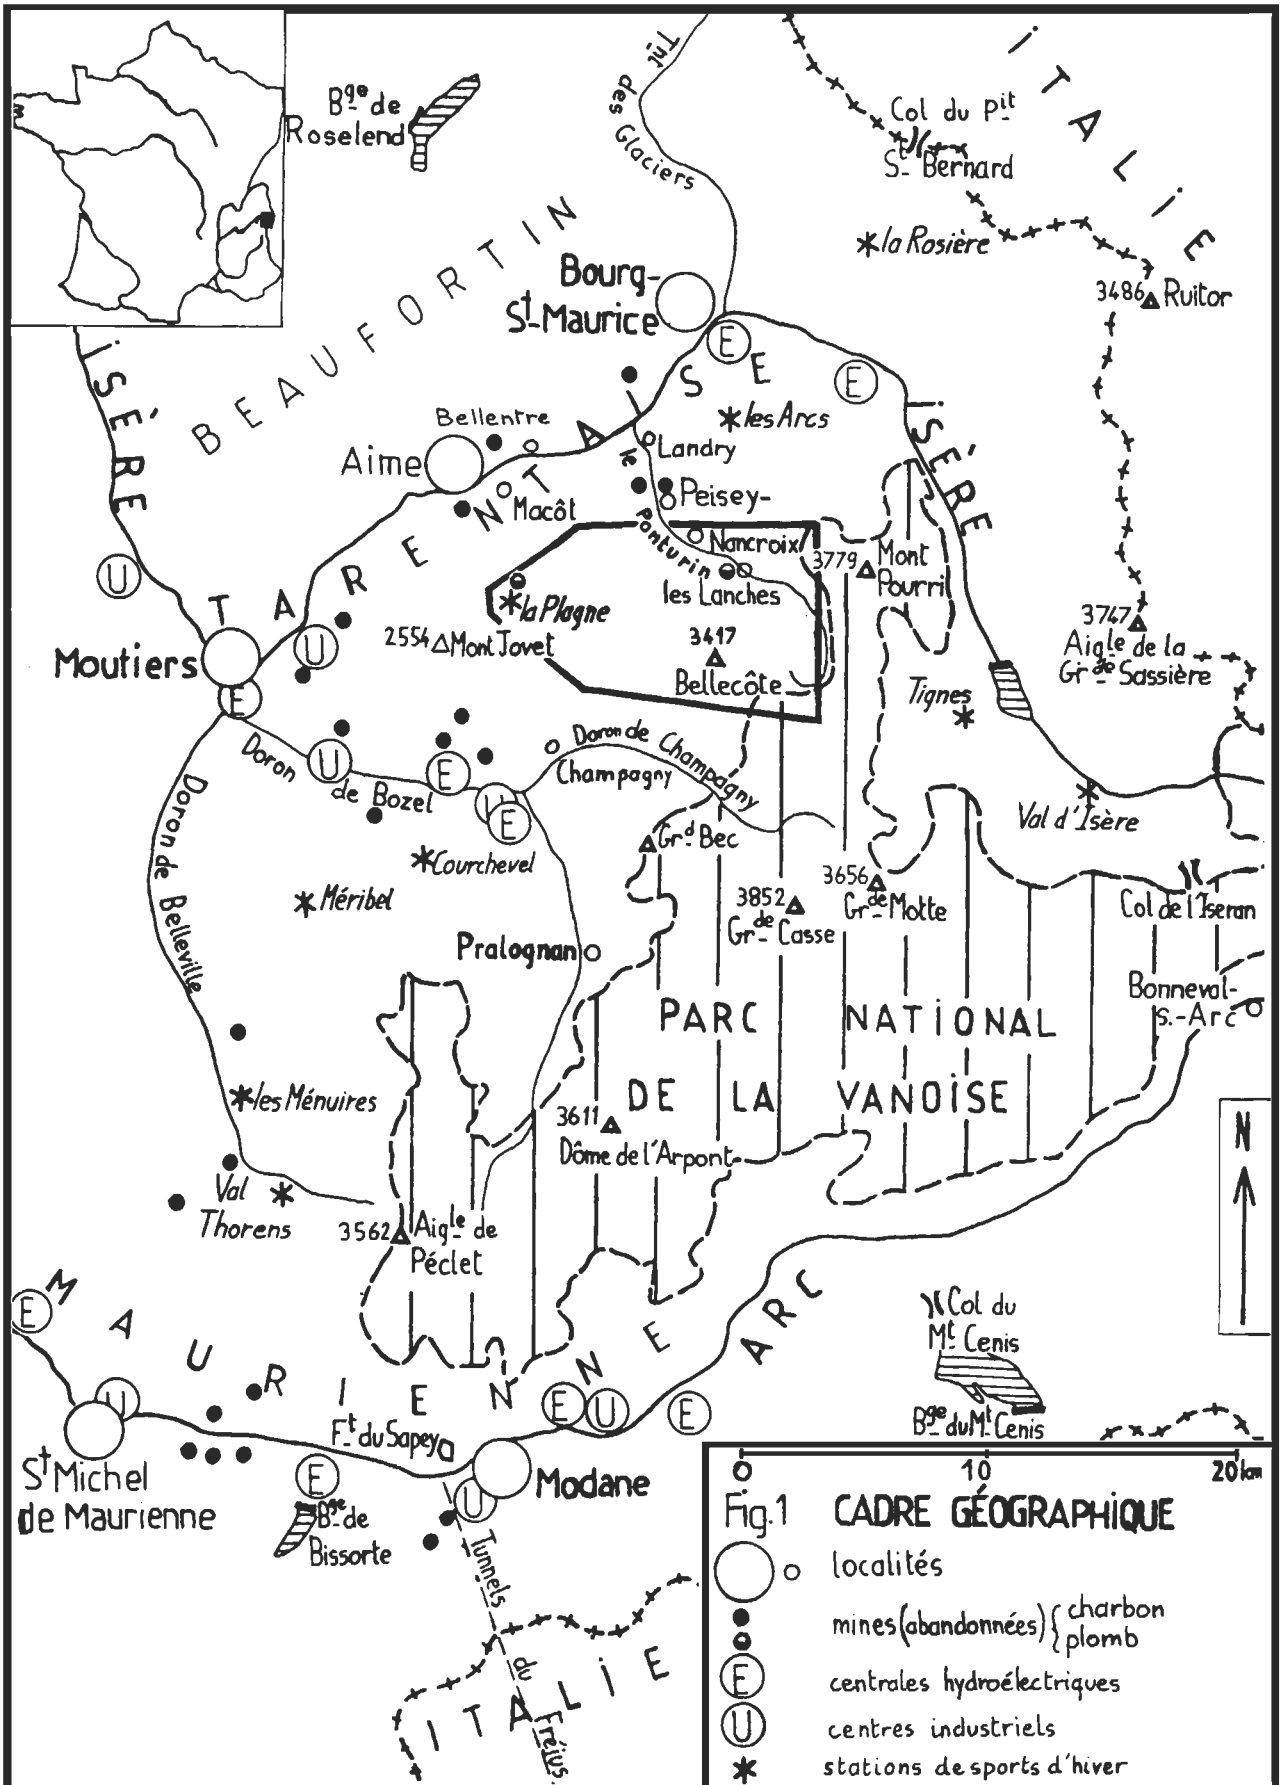 Tnt
des
Glaciers
iTALiE
Bge de
Roselend
Col du Pit
St Bernard
la Rosière
BEAUFORTIN
Bourg-
St-Maurice
3486 Ruitor
E
E
iSÈRE
TARENTAISE
les Arcs
Bellentre
Aime
Landry
le Ponturin
Peisey-
Nancroix
Macôt
iSÈRE
U
3779 Mont
Pourri
les Lanches
la Plagne
2554 Mont Jovet
3417
Bellecôte
3747
Aigle de la
Grde Sassière
Moutiers
U
E
Tignes
Doron
de Bozel
U
E
U
E
Doron de Champagny
Champagny
Doron de Belleville
Val d'Isère
Grd Bec
Courchevel
Méribel
3852
Grde Casse
3656
Grde Motte
Col de l'Iseran
Pralognan
Bonneval-
s.-Arc
PARC NATiONAL
DE LA VANOiSE
les Ménuires
3611
Dôme de l'Arpont
N
Val
Thorens
3562 Aigle de
Péclet
MAURIENNE
ARC
E
Col du
Mt Cenis
Bge du Mt Cenis
U
E
U
E
Ft du Sapey
St Michel
de Maurienne
E
Modane
U
Bge de
Bissorte
Tunnels
du
Fréjus
iTALiE
0 10 20 km
Fig.1 CADRE GÉOGRAPHiQUE
localités
mines (abandonnées) { charbon
plomb
E centrales hydroélectriques
U centres industriels
stations de sports d'hiver